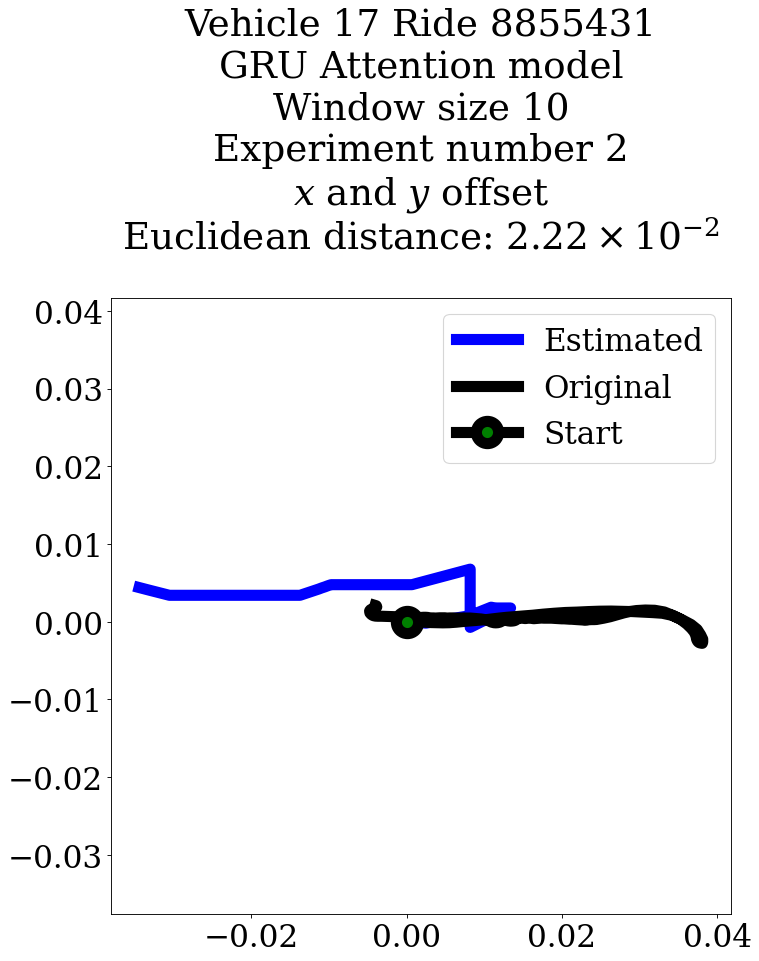 Vehicle 17 Ride 8855431
GRU Attention model
Window size 10
Experiment number 2
x and y offset
Euclidean distance: 2.22 × 10⁻²
0.04
0.03
0.02
0.01
0.00
−0.01
−0.02
−0.03
Estimated
Original
Start
−0.02 0.00 0.02 0.04